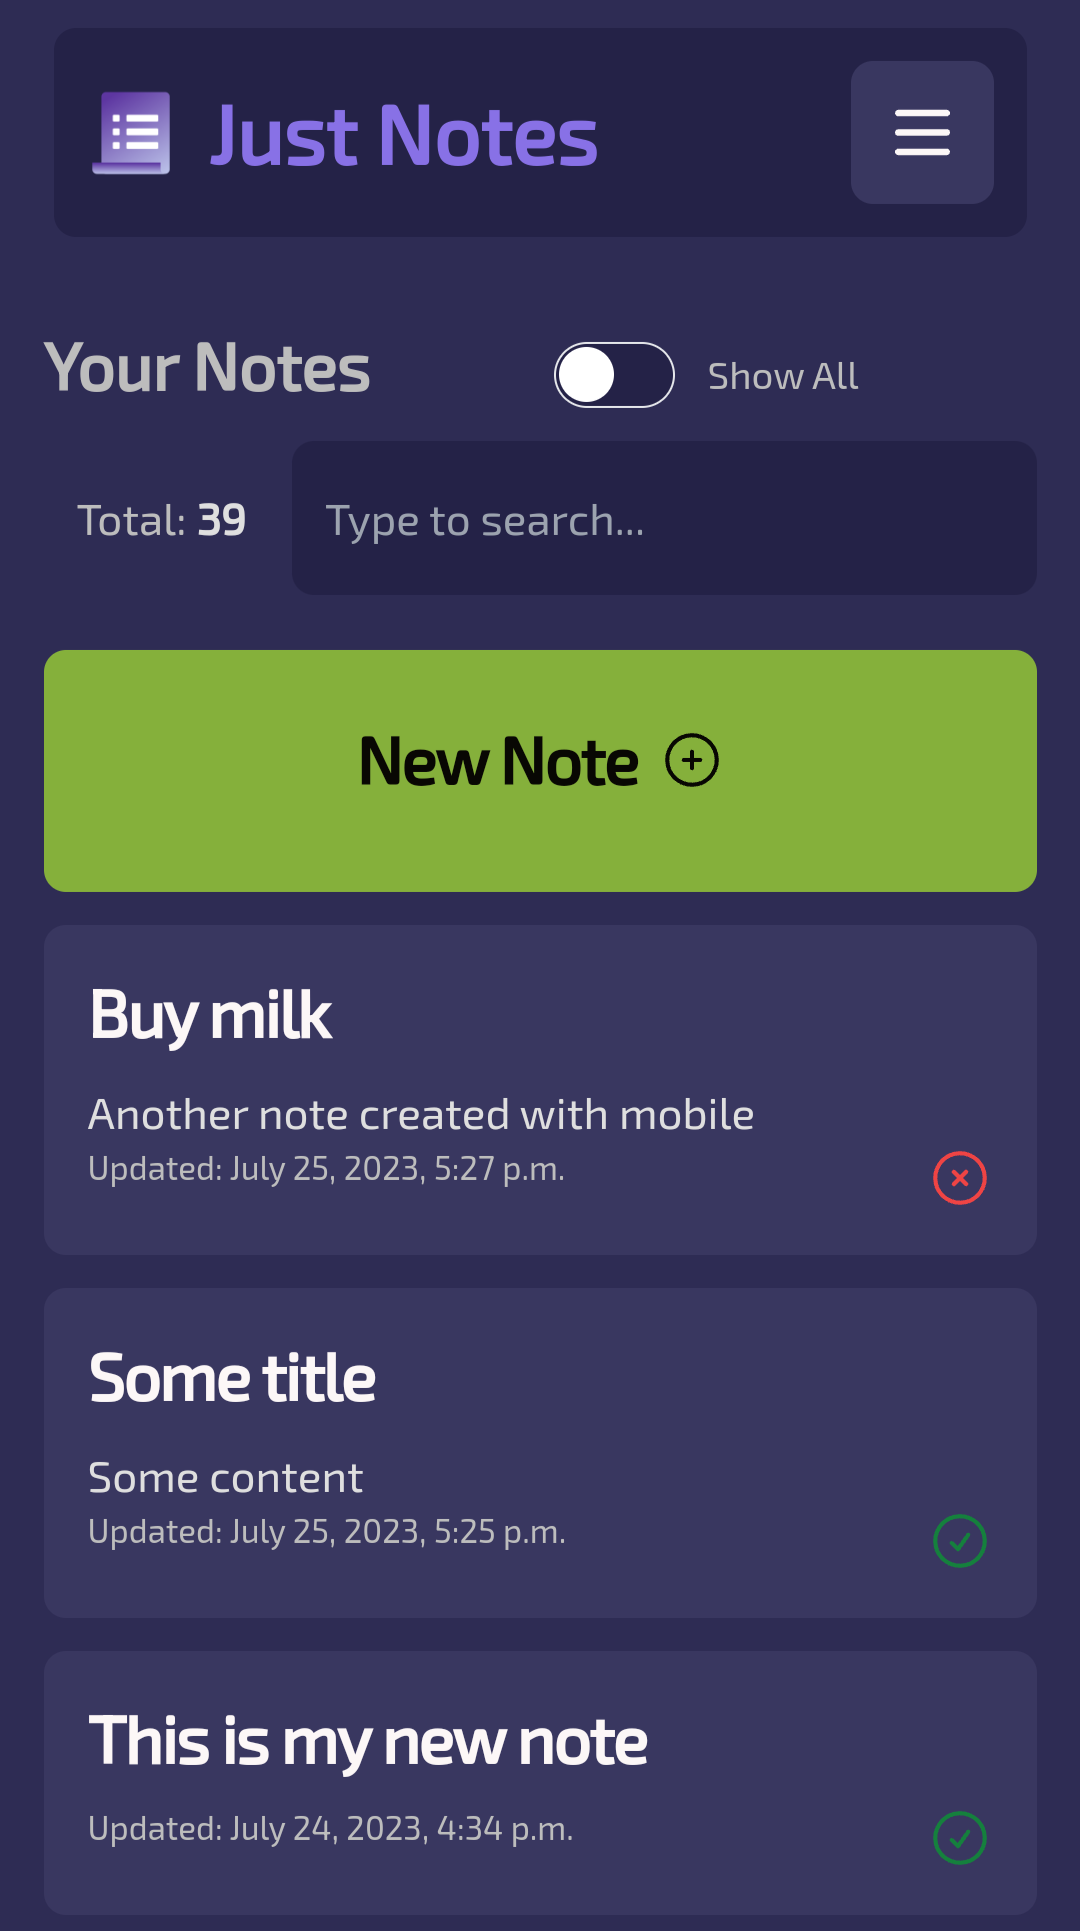 Just Notes
Your Notes
Show All
Total: 39
Type to search...
New Note
Buy milk
Another note created with mobile
Updated: July 25, 2023, 5:27 p.m.
Some title
Some content
Updated: July 25, 2023, 5:25 p.m.
This is my new note
Updated: July 24, 2023, 4:34 p.m.